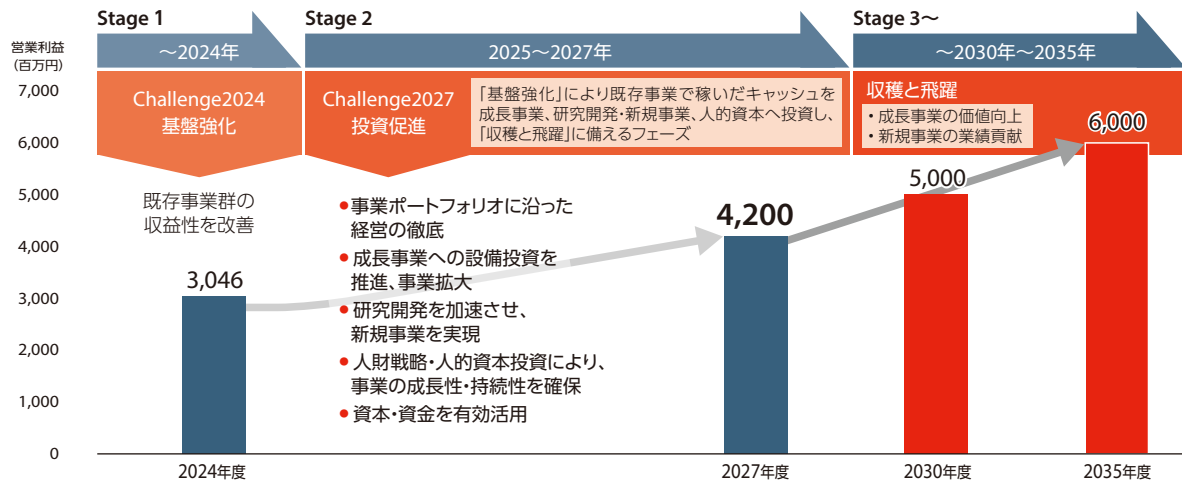 Stage 1
Stage 2
Stage 3～
営業利益
(百万円)
～2024年
2025～2027年
～2030年～2035年
7,000
6,000
5,000
4,000
3,000
2,000
1,000
0
Challenge2024
基盤強化
既存事業群の
収益性を改善
Challenge2027
投資促進
「基盤強化」により既存事業で稼いだキャッシュを
成長事業、研究開発・新規事業、人的資本へ投資し、
「収穫と飛躍」に備えるフェーズ
収穫と飛躍
・成長事業の価値向上
・新規事業の業績貢献
●事業ポートフォリオに沿った
経営の徹底
●成長事業への設備投資を
推進、事業拡大
●研究開発を加速させ、
新規事業を実現
●人財戦略・人的資本投資により、
事業の成長性・持続性を確保
●資本・資金を有効活用
3,046
4,200
5,000
6,000
2024年度
2027年度
2030年度
2035年度